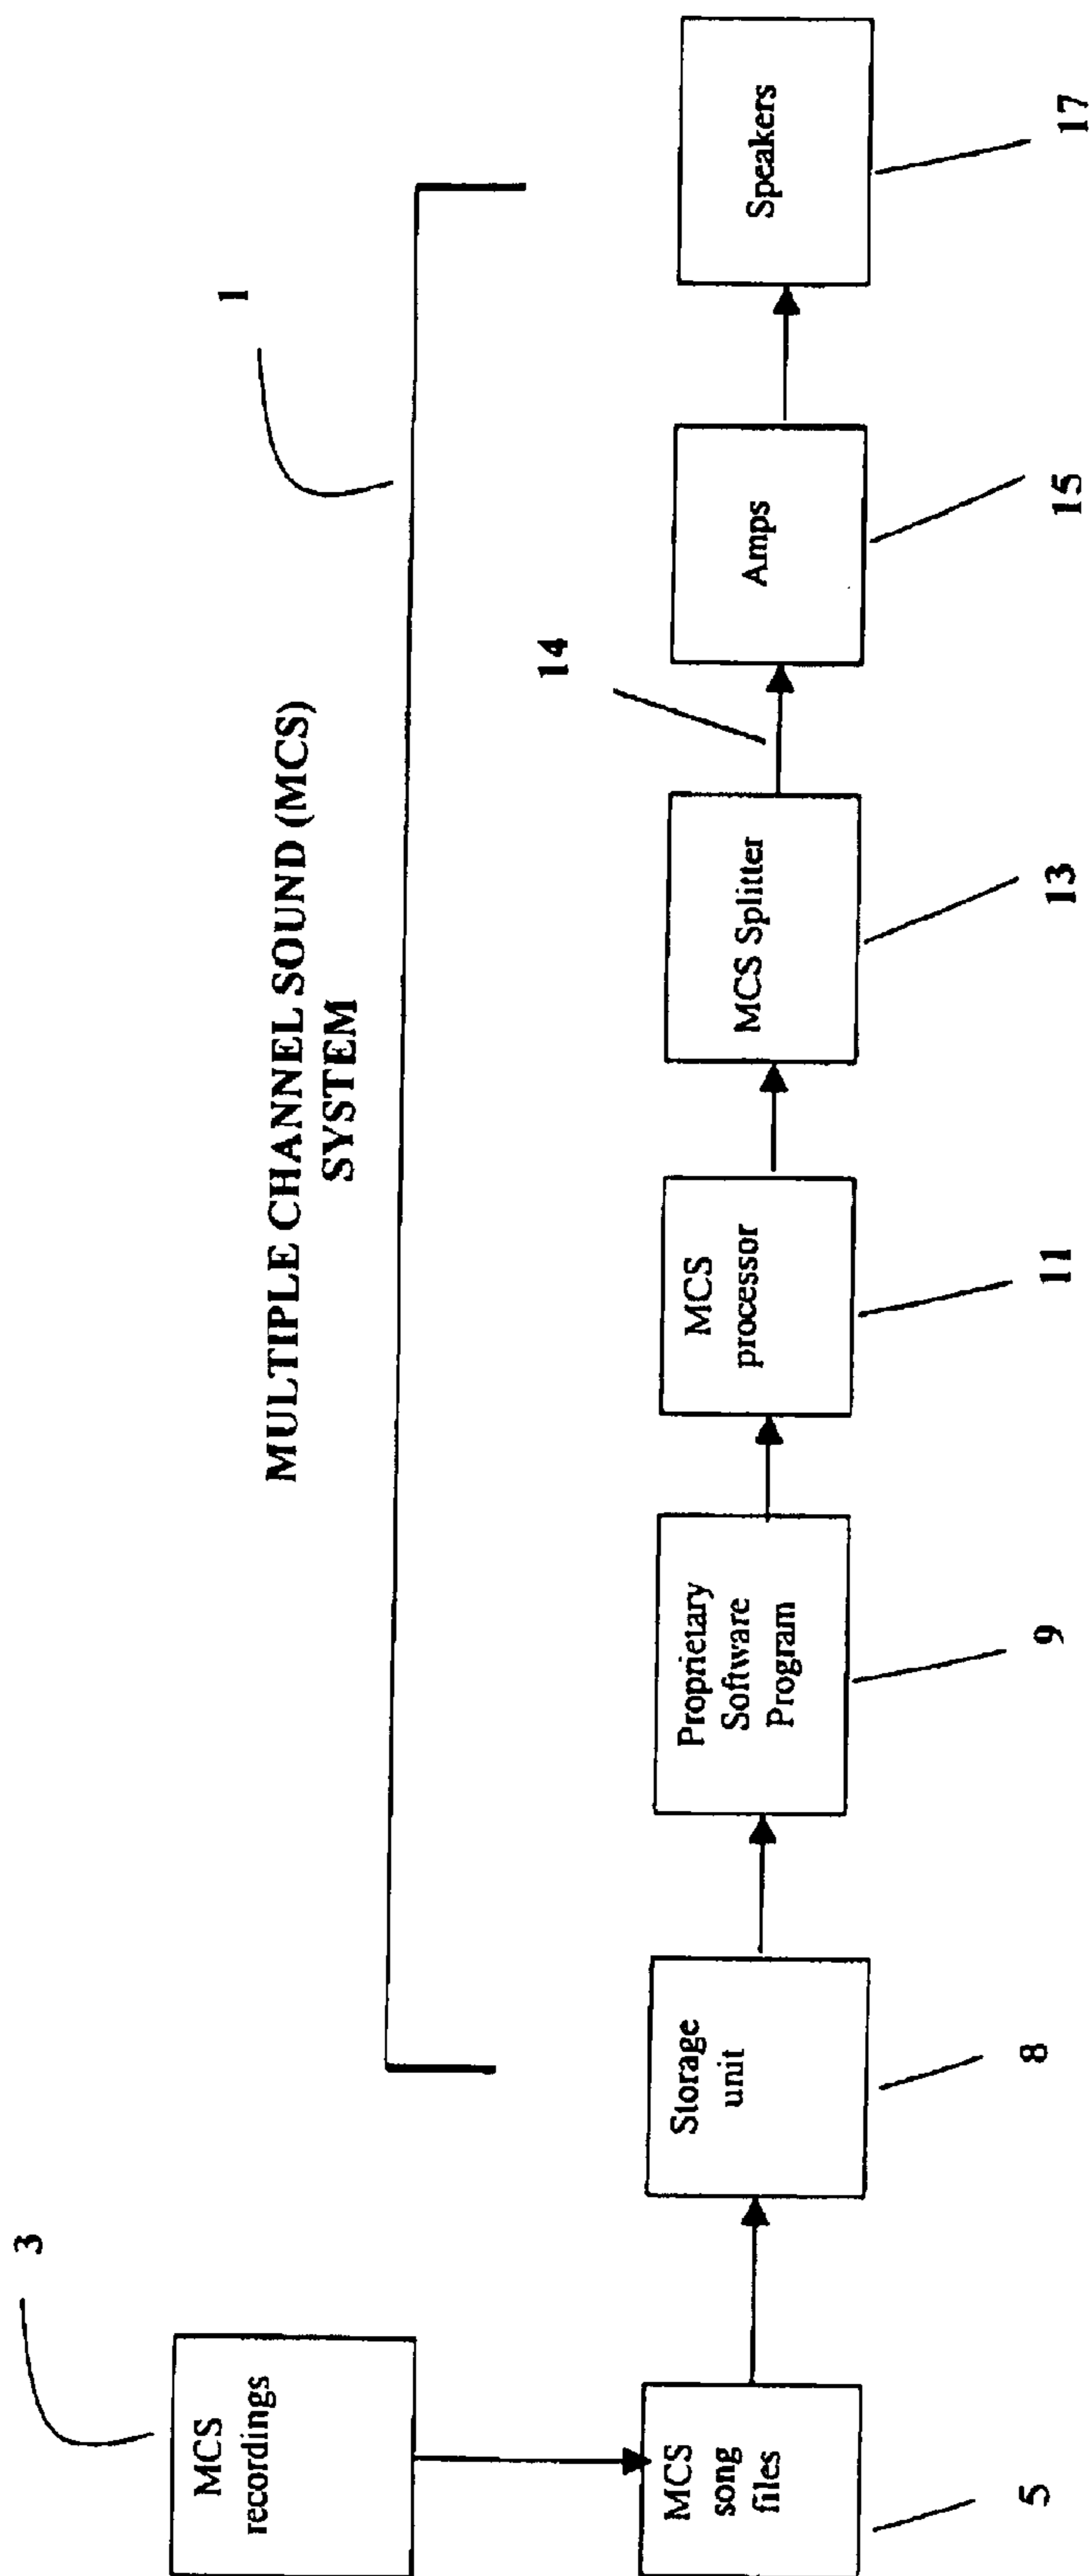 MULTIPLE CHANNEL SOUND (MCS)
SYSTEM
1
3
MCS
recordings
MCS
song
files
5
Storage
unit
8
Proprietary
Software
Program
9
MCS
processor
11
MCS Splitter
13
14
Amps
15
Speakers
17